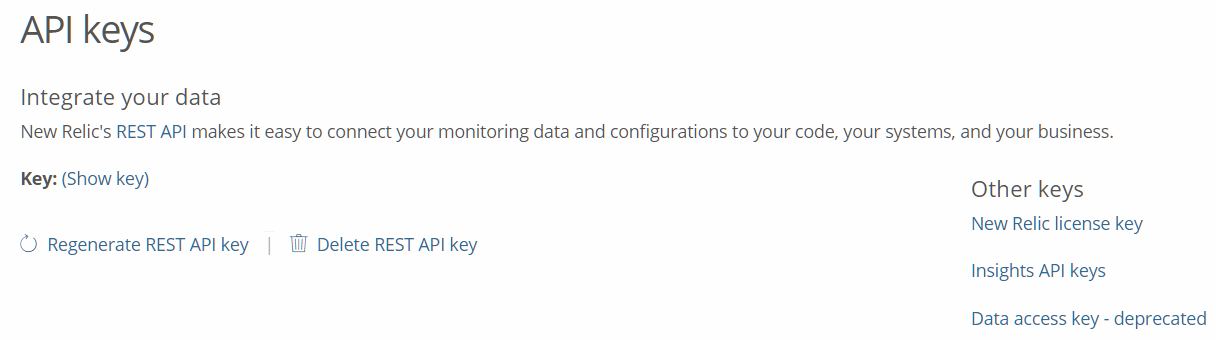 API keys
Integrate your data
New Relic's REST API makes it easy to connect your monitoring data and configurations to your code, your systems, and your business.
Key: (Show key)
Regenerate REST API key | Delete REST API key
Other keys
New Relic license key
Insights API keys
Data access key - deprecated